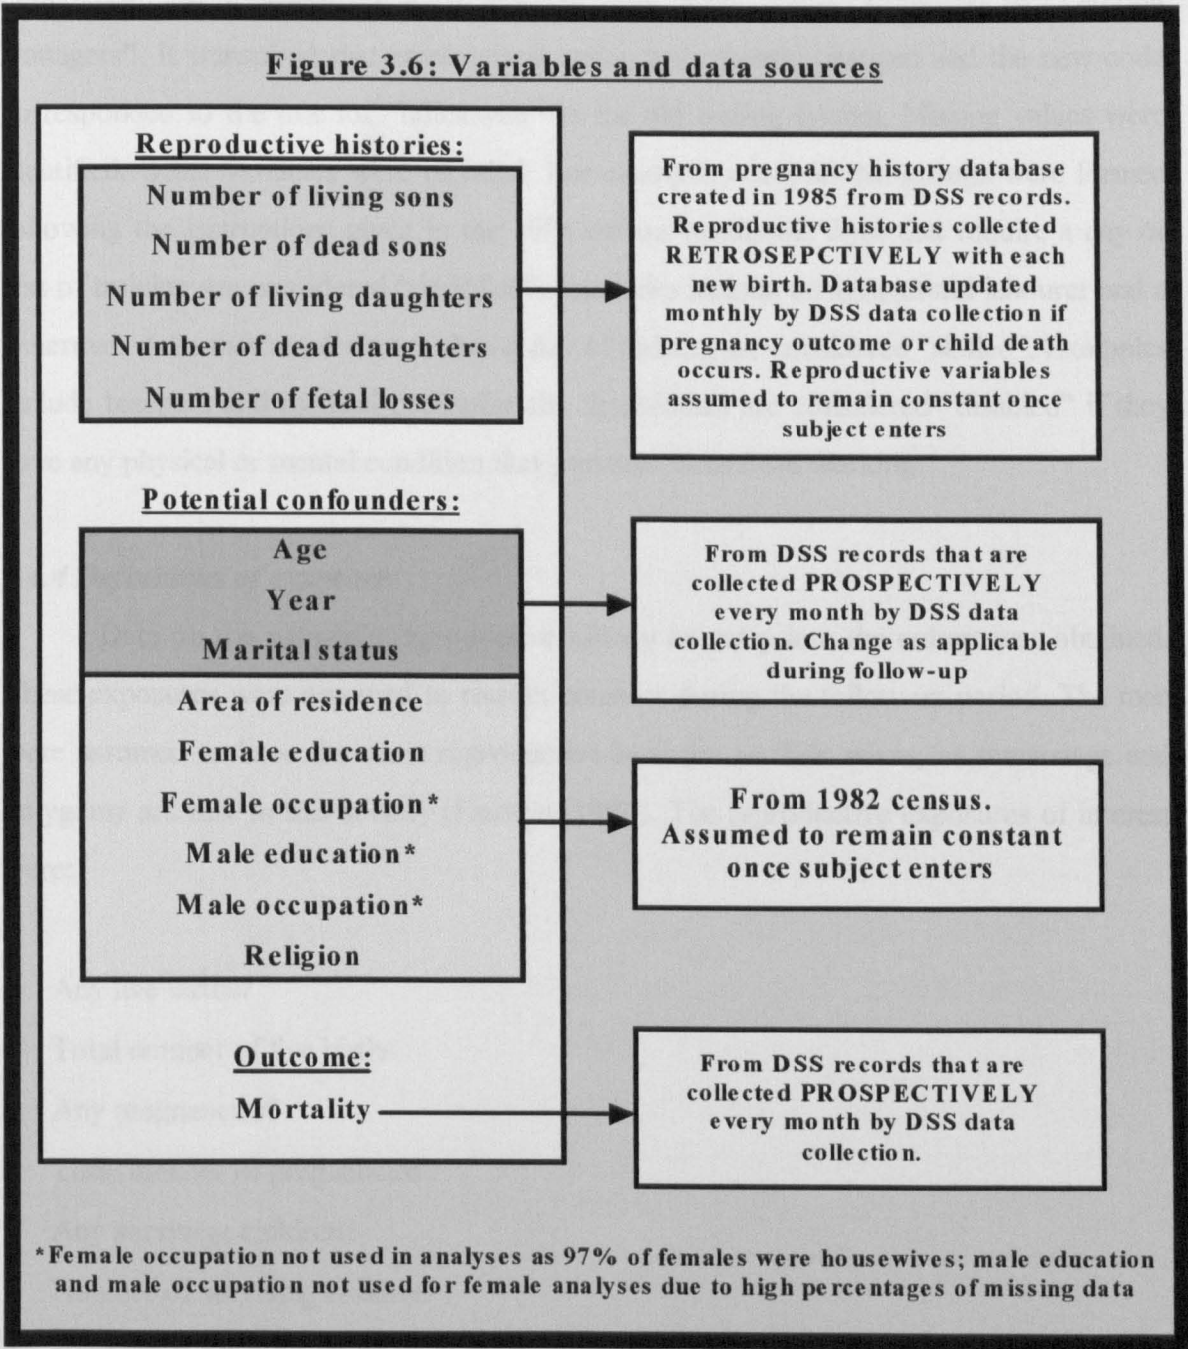 Figure 3.6: Variables and data sources
Reproductive histories:
Number of living sons
Number of dead sons
Number of living daughters
Number of dead daughters
Number of fetal losses
From pregnancy history database
created in 1985 from DSS records.
Reproductive histories collected
RETROSEPCTIVELY with each
new birth. Database updated
monthly by DSS data collection if
pregnancy outcome or child death
occurs. Reproductive variables
assumed to remain constant once
subject enters
Potential confounders:
Age
Year
Marital status
From DSS records that are
collected PROSPECTIVELY
every month by DSS data
collection. Change as applicable
during follow-up
Area of residence
Female education
Female occupation*
Male education*
Male occupation*
Religion
From 1982 census.
Assumed to remain constant
once subject enters
Outcome:
Mortality
From DSS records that are
collected PROSPECTIVELY
every month by DSS data
collection.
*Female occupation not used in analyses as 97% of females were housewives; male education
and male occupation not used for female analyses due to high percentages of missing data